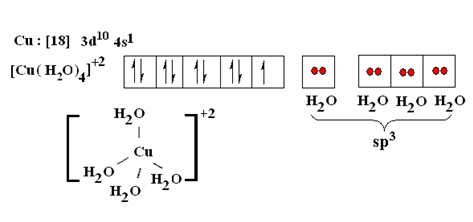 Cu : [18] 3d¹⁰ 4s¹
[Cu(H₂O)₄]⁺²
H₂O H₂O H₂O H₂O
sp³
H₂O +2
Cu
H₂O H₂O
H₂O